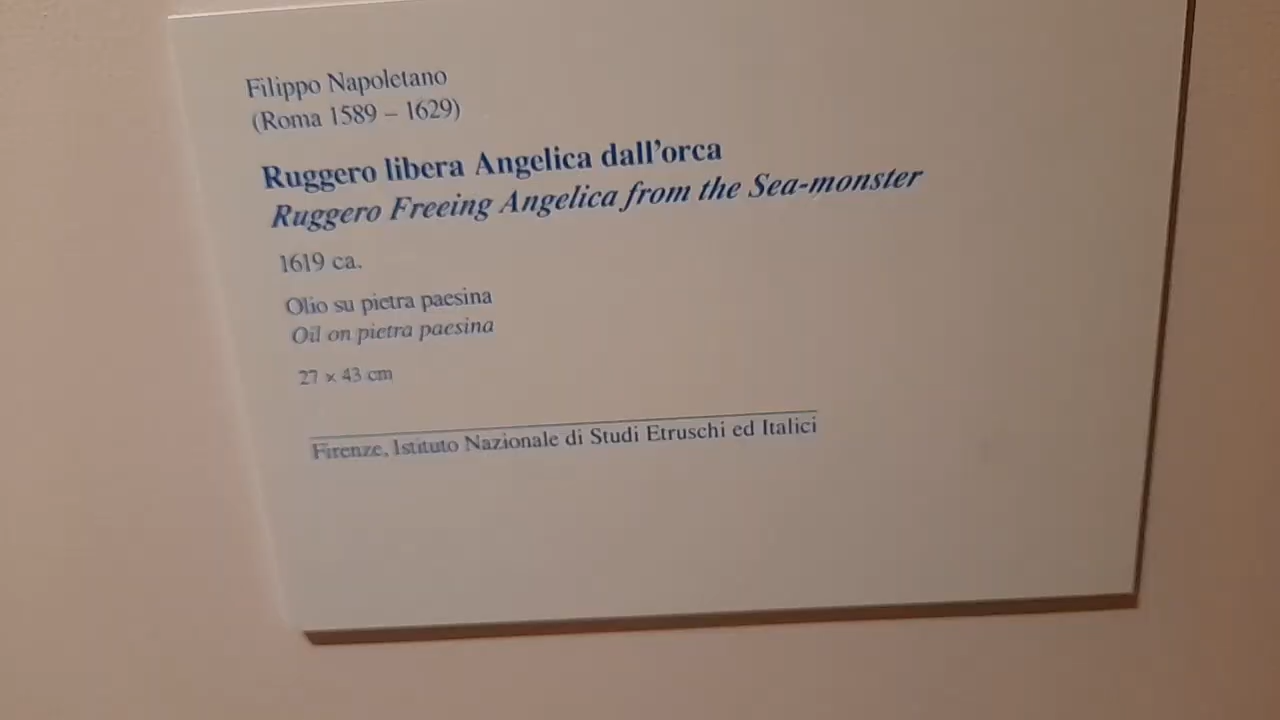 Filippo Napoletano
(Roma 1589 – 1629)
Ruggero libera Angelica dall'orca
Ruggero Freeing Angelica from the Sea-monster
1619 ca.
Olio su pietra paesina
Oil on pietra paesina
27 × 43 cm
Firenze, Istituto Nazionale di Studi Etruschi ed Italici